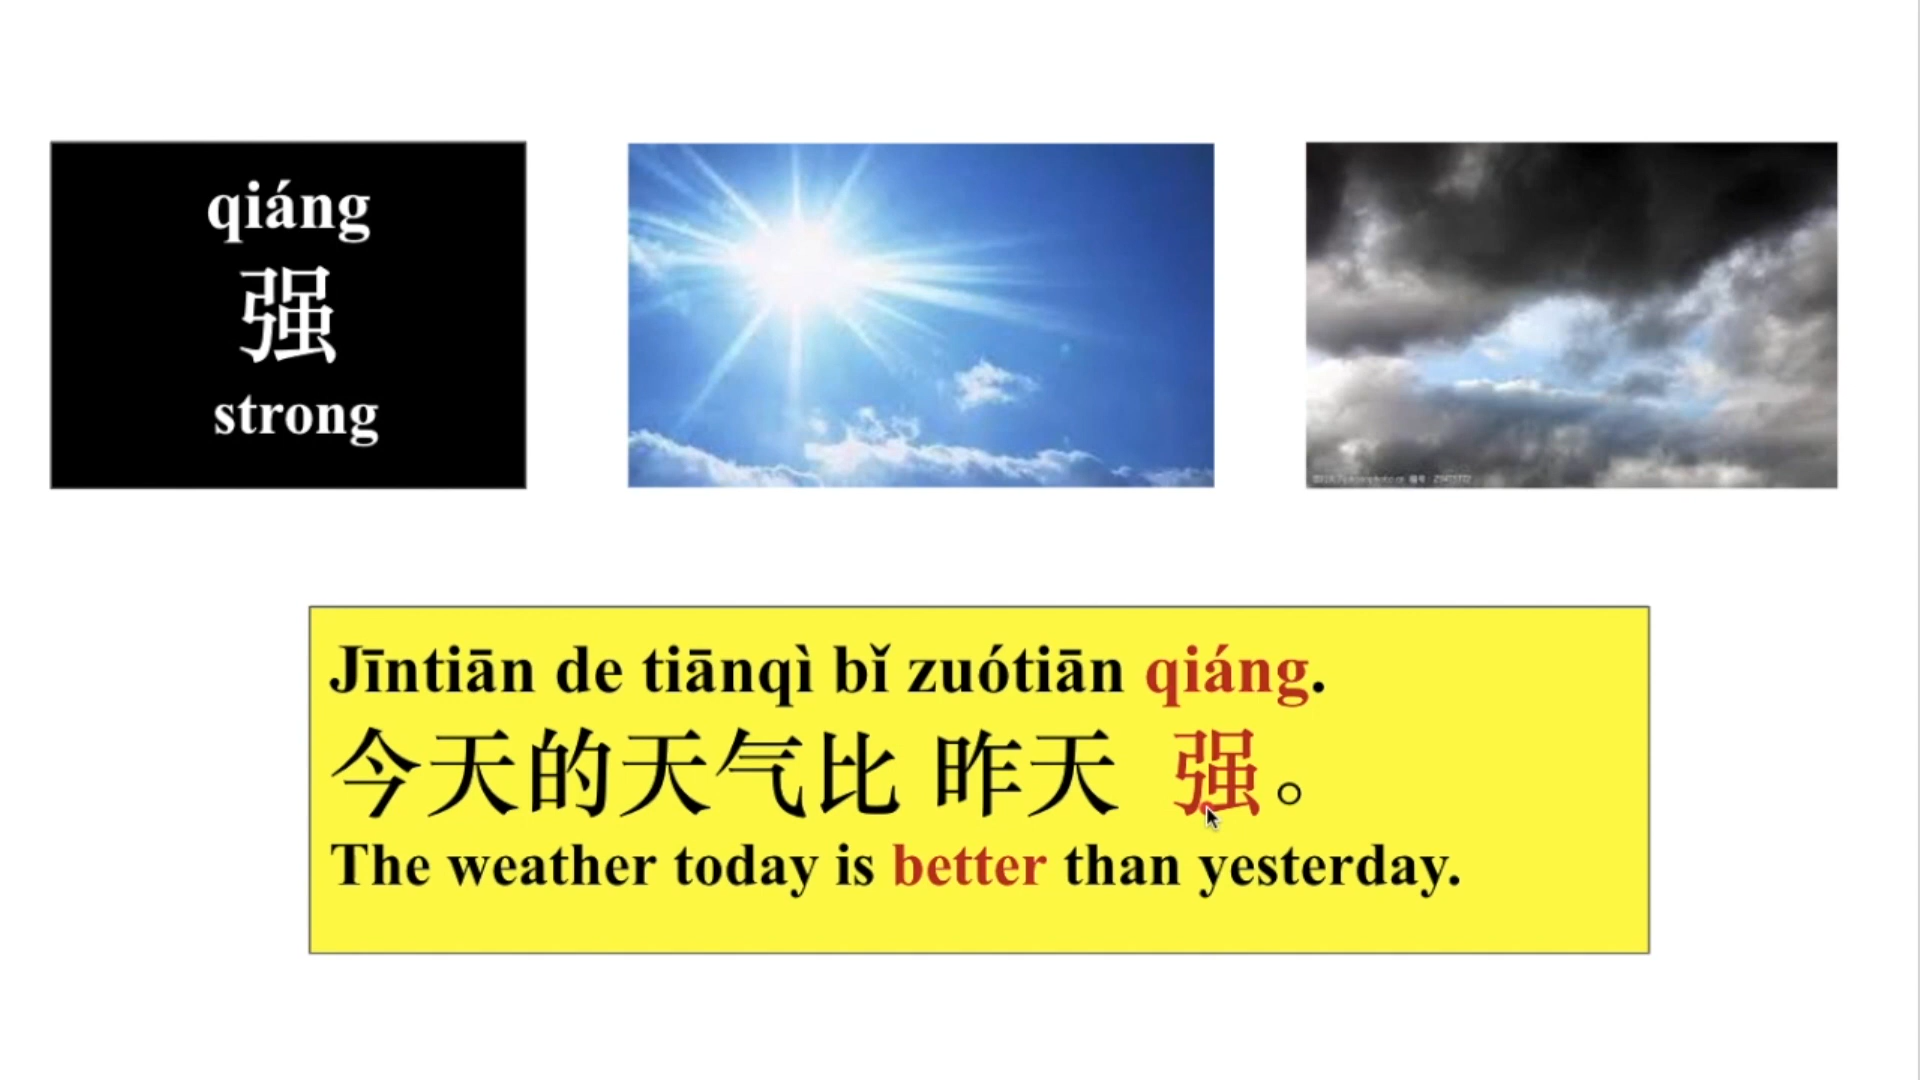 qiáng
强
strong
Jīntiān de tiānqì bǐ zuótiān qiáng.
今天的天气比 昨天 强。
The weather today is better than yesterday.